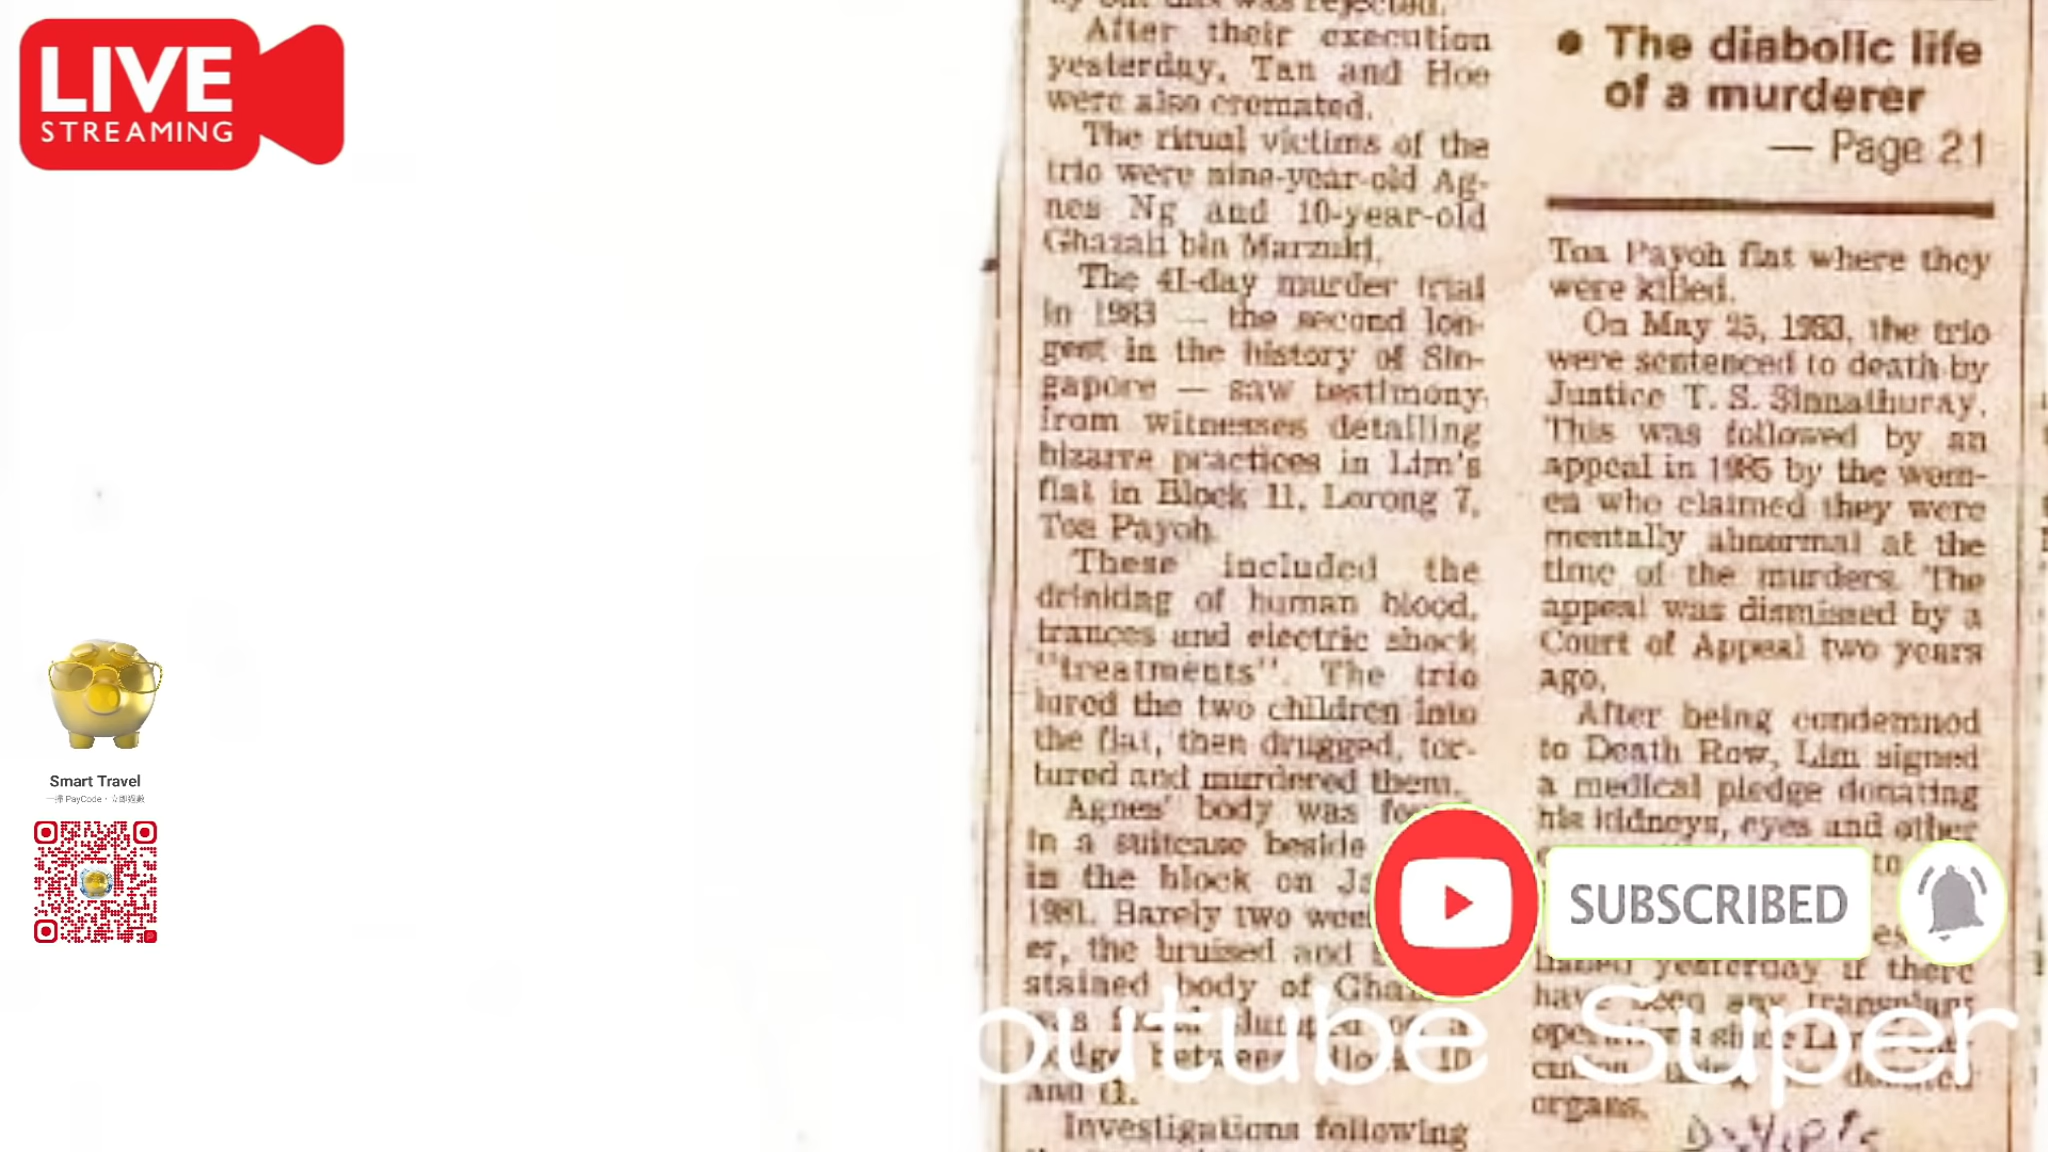 LIVE
STREAMING
Smart Travel
After their execution
yesterday, Tan and Hoe
were also cremated.
The ritual victims of the
trio were nine-year-old Ag-
nes Ng and 10-year-old
Ghazali bin Marzuki.
The 41-day murder trial
in 1983 — the second lon-
gest in the history of Sin-
gapore — saw testimony
from witnesses detailing
bizarre practices in Lim's
flat in Block 11, Lorong 7,
Toa Payoh.
These included the
drinking of human blood,
trances and electric shock
"treatments". The trio
lured the two children into
the flat, then drugged, tor-
tured and murdered them.
Agnes' body was
in a suitcase beside
in the block on
1981. Barely two
er, the bruised and
stained body of
was
between
and 11.
Investigations following
• The diabolic life
of a murderer
— Page 21
Toa Payoh flat where they
were killed.
On May 25, 1983, the trio
were sentenced to death by
Justice T. S. Sinnathuray.
This was followed by an
appeal in 1985 by the wom-
en who claimed they were
mentally abnormal at the
time of the murders. The
appeal was dismissed by a
Court of Appeal two years
ago.
After being condemned
to Death Row, Lim signed
a medical pledge donating
his kidneys, eyes and other
to
yesterday if there
have been any transplant
organs.
SUBSCRIBED
outube Super